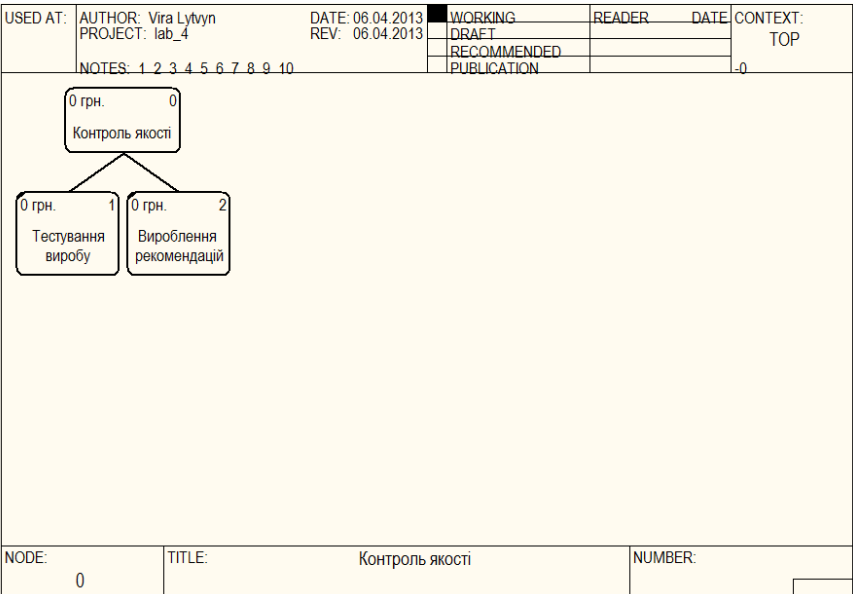 USED AT:
AUTHOR: Vira Lytvyn
DATE: 06.04.2013
PROJECT: lab_4
REV: 06.04.2013
NOTES: 1 2 3 4 5 6 7 8 9 10
WORKING
DRAFT
RECOMMENDED
PUBLICATION
READER
DATE
CONTEXT:
TOP
-0
0 грн. 0
Контроль якості
0 грн. 1
Тестування
виробу
0 грн. 2
Вироблення
рекомендацій
NODE:
0
TITLE:
Контроль якості
NUMBER: